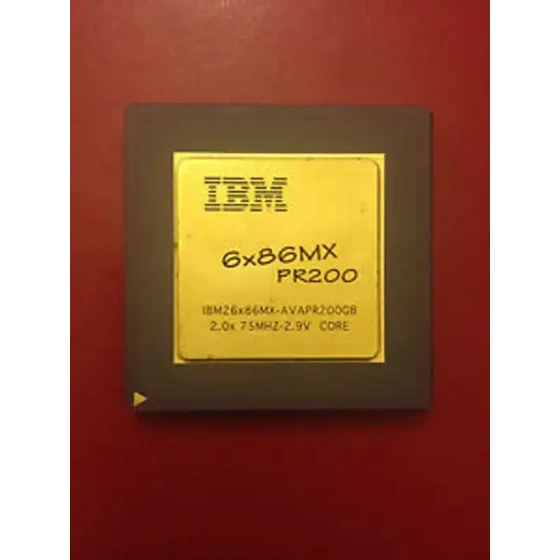 IBM
6x86MX
PR200
IBM26x86MX-AVAPR200GB
2.0x 75MHZ-2.9V CORE